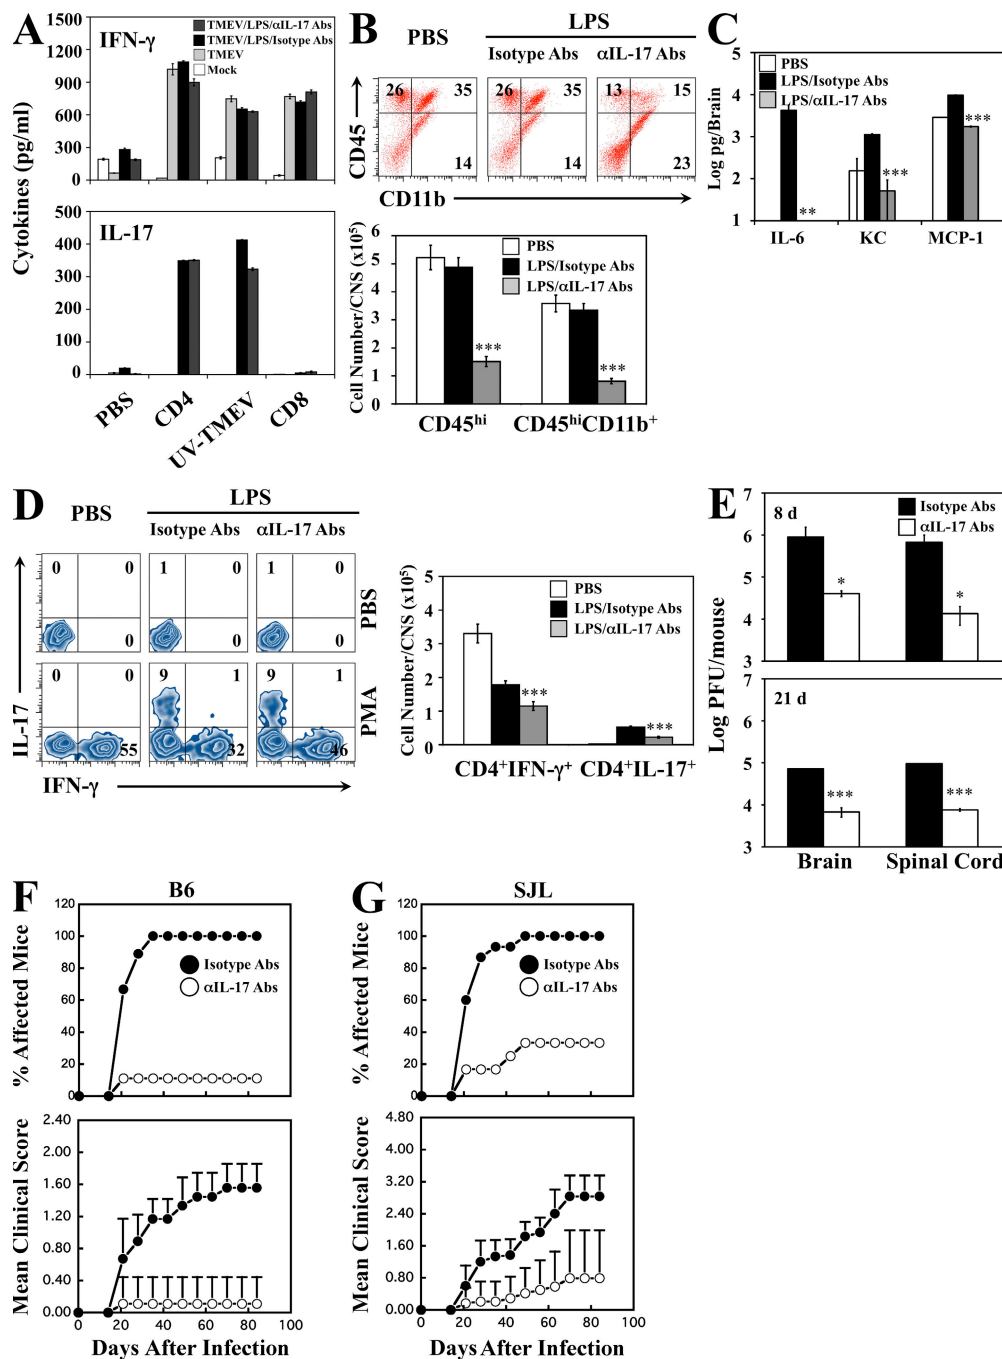 A
IFN-γ
TMEV/LPS/αIL-17 Abs
TMEV/LPS/Isotype Abs
TMEV
Mock
1500
1200
900
600
300
0
Cytokines (pg/ml)
IL-17
500
400
300
200
100
0
PBS
CD4
UV-TMEV
CD8
B
LPS
PBS
Isotype Abs
αIL-17 Abs
26
35
26
35
13
15
14
14
23
CD45
CD11b
Cell Number/CNS (x10⁵)
6
5
4
3
2
1
0
PBS
LPS/Isotype Abs
LPS/αIL-17 Abs
***
***
CD45hi
CD45hiCD11b+
C
Log pg/Brain
5
4
3
2
1
PBS
LPS/Isotype Abs
LPS/αIL-17 Abs
**
***
***
IL-6
KC
MCP-1
D
LPS
PBS
Isotype Abs
αIL-17 Abs
0
0
1
0
1
0
0
0
0
PBS
0
0
9
1
9
1
55
32
46
PMA
IL-17
IFN-γ
Cell Number/CNS (x10⁵)
5
4
3
2
1
0
PBS
LPS/Isotype Abs
LPS/αIL-17 Abs
***
***
CD4+IFN-γ+
CD4+IL-17+
E
Log PFU/mouse
7
6
5
4
3
8 d
Isotype Abs
αIL-17 Abs
*
*
7
6
5
4
3
21 d
***
***
Brain
Spinal Cord
F
B6
% Affected Mice
120
100
80
60
40
20
0
Isotype Abs
αIL-17 Abs
Mean Clinical Score
2.40
2.00
1.60
1.20
0.80
0.40
0.00
0
20
40
60
80
100
Days After Infection
G
SJL
% Affected Mice
120
100
80
60
40
20
0
Isotype Abs
αIL-17 Abs
Mean Clinical Score
4.80
4.00
3.20
2.40
1.60
0.80
0.00
0
20
40
60
80
100
Days After Infection